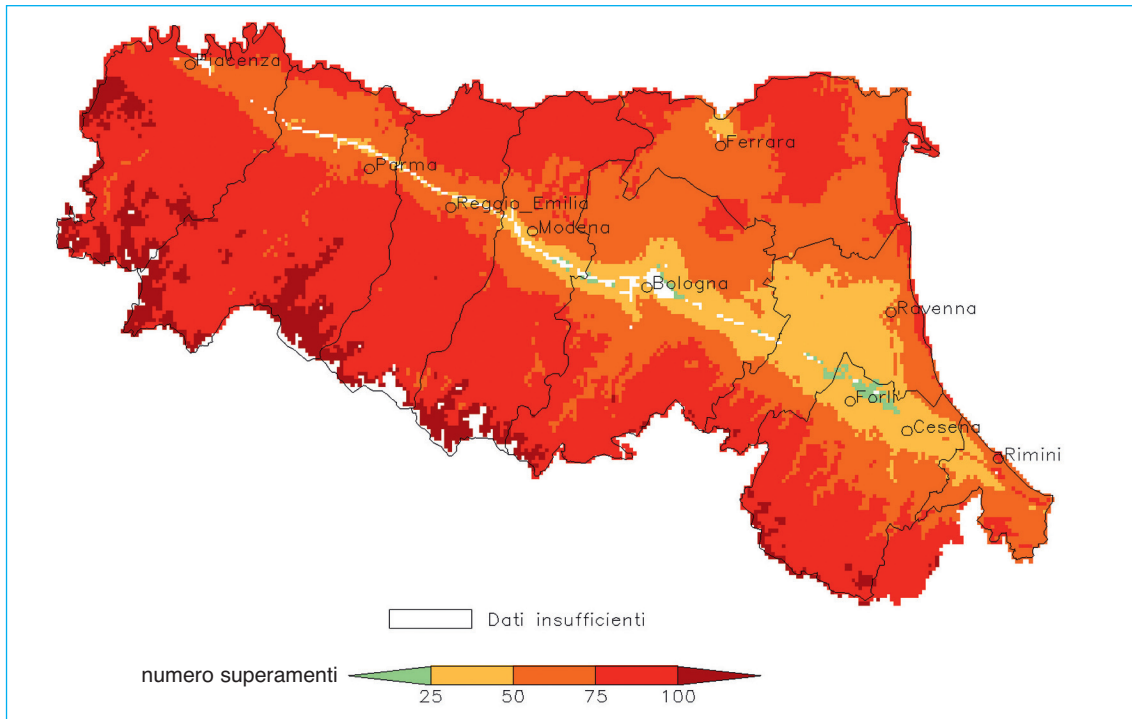 Piacenza
Ferrara
Parma
Reggio_Emilia
Modena
Bologna
Ravenna
Forlì
Cesena
Rimini
Dati insufficienti
numero superamenti
25 50 75 100